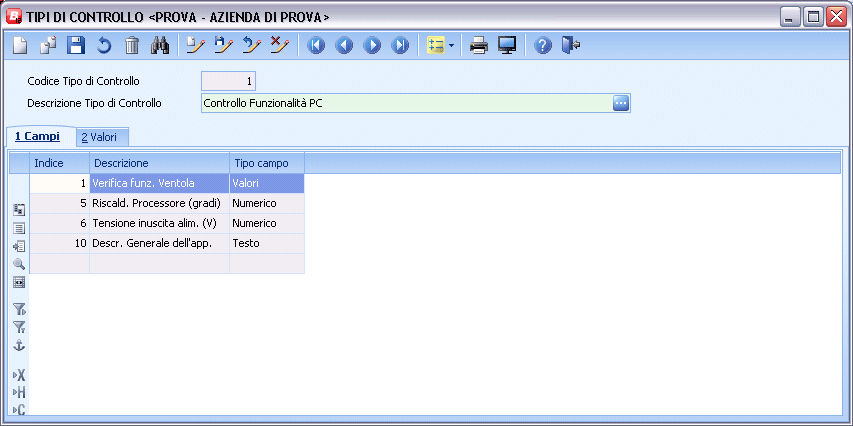 TIPI DI CONTROLLO <PROVA - AZIENDA DI PROVA>
Codice Tipo di Controllo 1
Descrizione Tipo di Controllo Controllo Funzionalità PC
1 Campi 2 Valori
Indice Descrizione Tipo campo
1 Verifica funz. Ventola Valori
5 Riscald. Processore (gradi) Numerico
6 Tensione inuscita alim. (V) Numerico
10 Descr. Generale dell'app. Testo
X
H
C